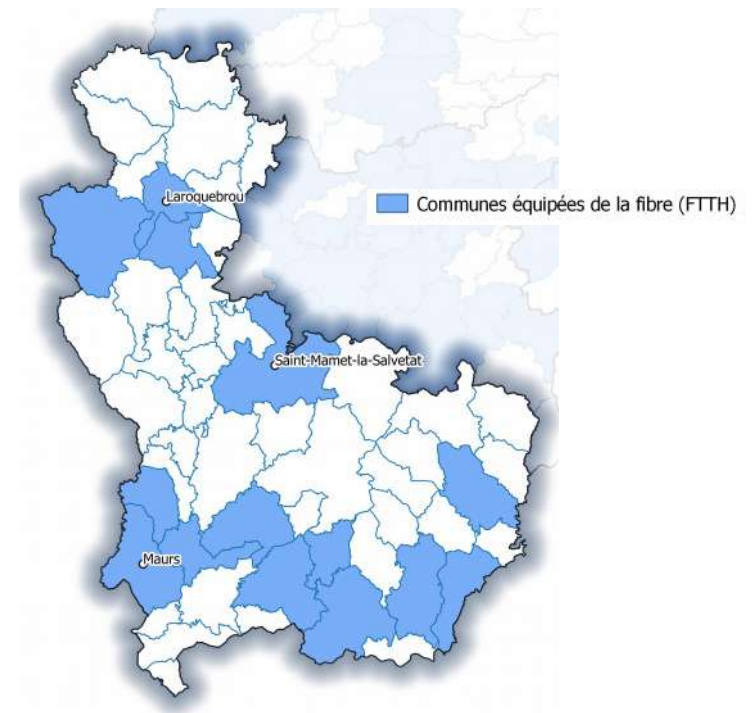 Laroquebrou
Communes équipées de la fibre (FTTH)
Saint-Mamet-la-Salvetat
Maurs